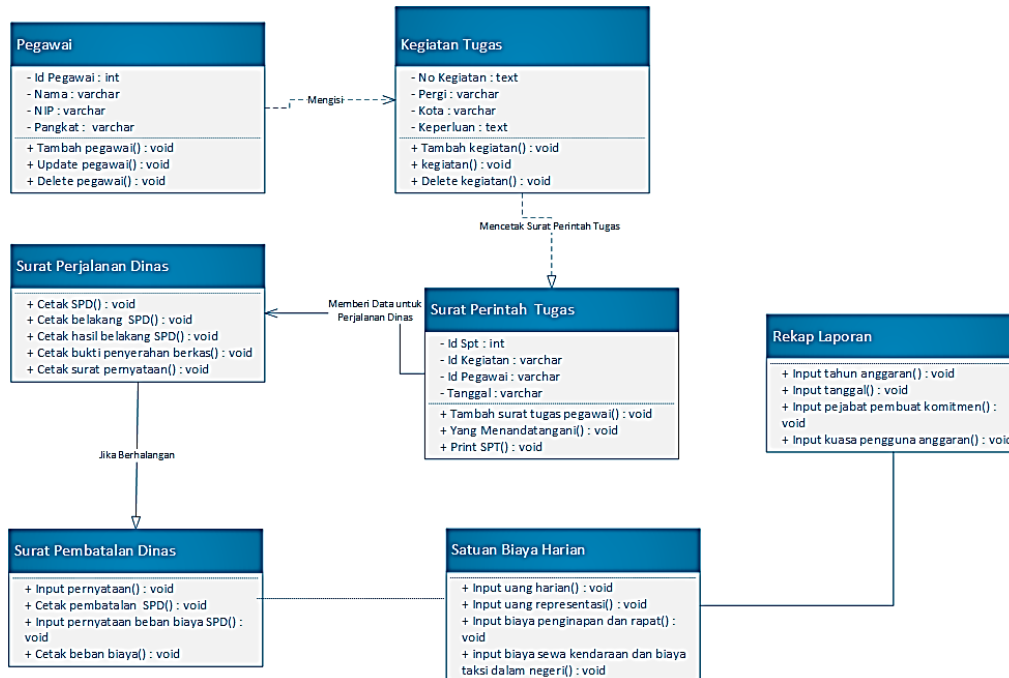 Pegawai
- Id Pegawai : int
- Nama : varchar
- NIP : varchar
- Pangkat : varchar
+ Tambah pegawai() : void
+ Update pegawai() : void
+ Delete pegawai() : void
Mengisi
Kegiatan Tugas
- No Kegiatan : text
- Pergi : varchar
- Kota : varchar
- Keperluan : text
+ Tambah kegiatan() : void
+ kegiatan() : void
+ Delete kegiatan() : void
Mencetak Surat Perintah Tugas
Surat Perjalanan Dinas
+ Cetak SPD() : void
+ Cetak belakang SPD() : void
+ Cetak hasil belakang SPD() : void
+ Cetak bukti penyerahan berkas() : void
+ Cetak surat pernyataan() : void
Memberi Data untuk
Perjalanan Dinas
Surat Perintah Tugas
- Id Spt : int
- Id Kegiatan : varchar
- Id Pegawai : varchar
- Tanggal : varchar
+ Tambah surat tugas pegawai() : void
+ Yang Menandatangani() : void
+ Print SPT() : void
Rekap Laporan
+ Input tahun anggaran() : void
+ Input tanggal() : void
+ Input pejabat pembuat komitmen() :
void
+ Input kuasa pengguna anggaran() : void
Jika Berhalangan
Surat Pembatalan Dinas
+ Input pernyataan() : void
+ Cetak pembatalan SPD() : void
+ Input pernyataan beban biaya SPD() :
void
+ Cetak beban biaya() : void
Satuan Biaya Harian
+ Input uang harian() : void
+ Input uang representasi() : void
+ Input biaya penginapan dan rapat() :
void
+ input biaya sewa kendaraan dan biaya
taksi dalam negeri() : void